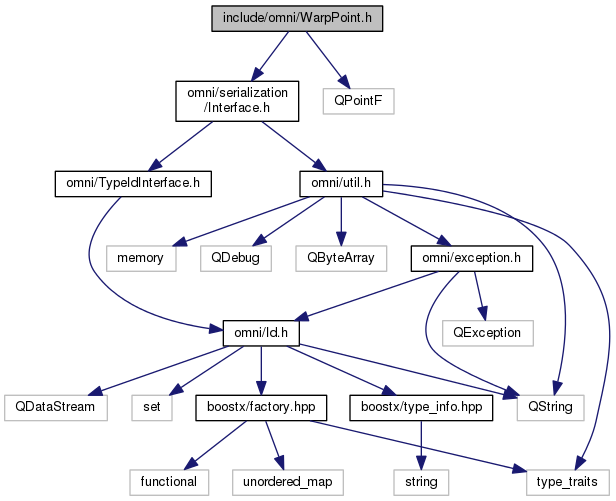 include/omni/WarpPoint.h
omni/serialization
/Interface.h
QPointF
omni/TypeIdInterface.h
omni/util.h
memory
QDebug
QByteArray
omni/exception.h
omni/Id.h
QException
QDataStream
set
boostx/factory.hpp
boostx/type_info.hpp
QString
functional
unordered_map
string
type_traits